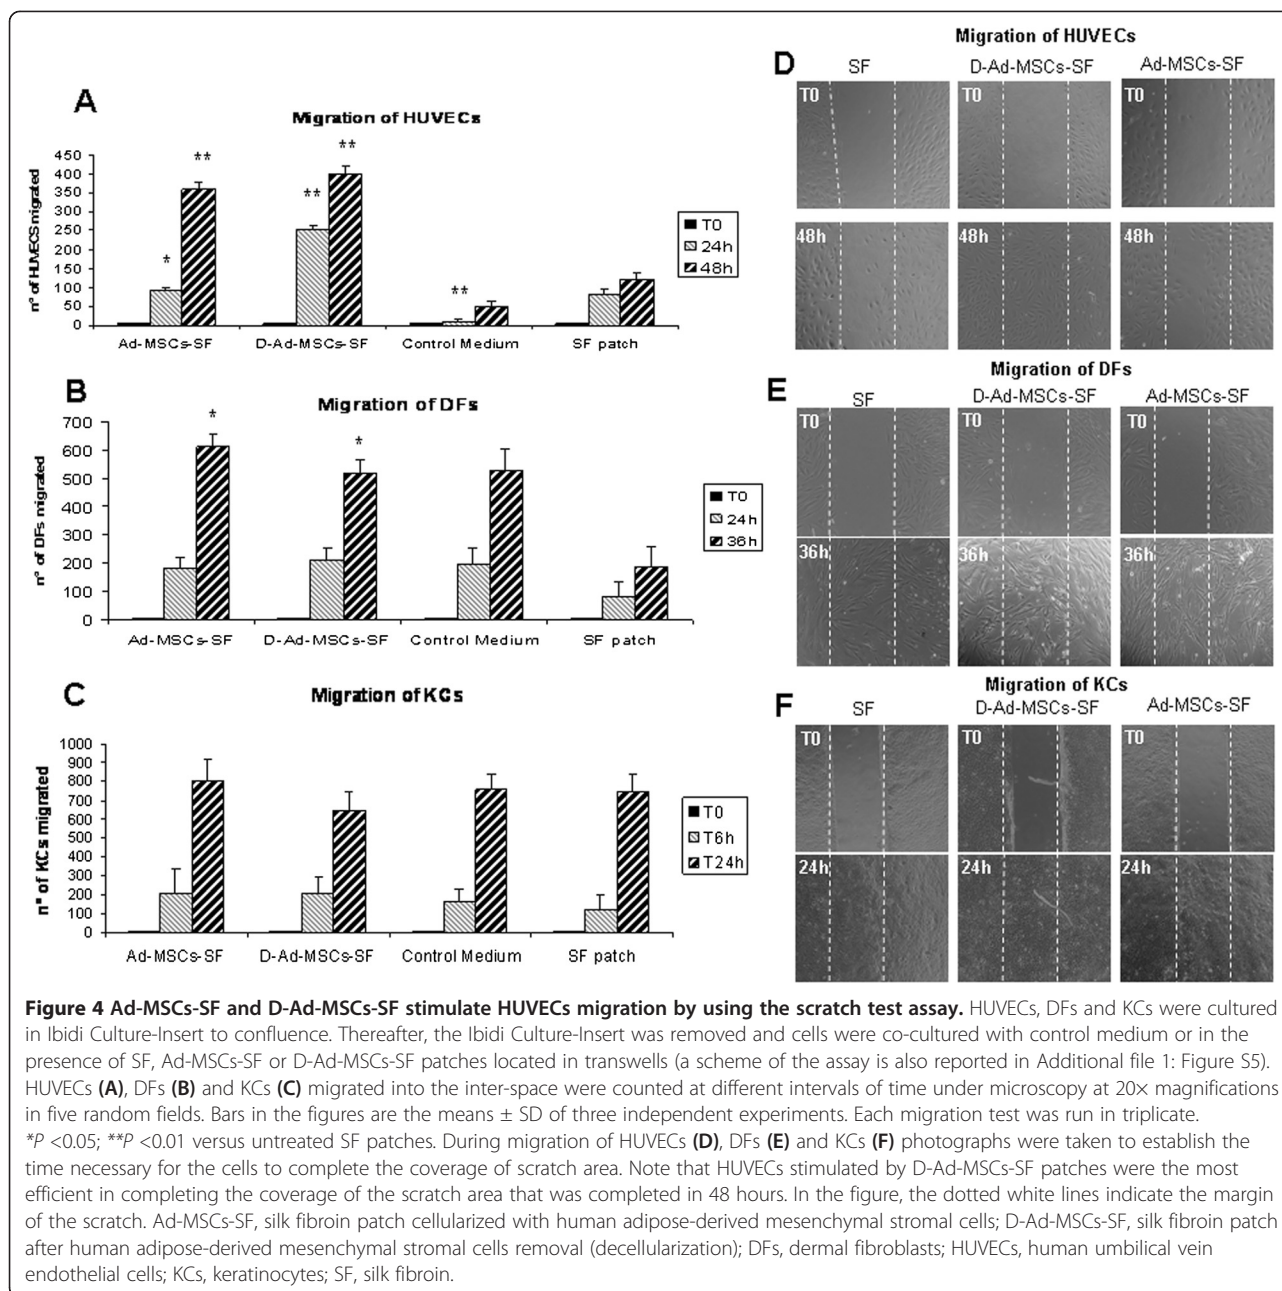 A
Migration of HUVECs
n° of HUVECS migrated
450
400
350
300
250
200
150
100
50
0
*
**
**
**
**
Ad-MSCs-SF
D-Ad-MSCs-SF
Control Medium
SF patch
T0
24h
48h
B
Migration of DFs
n° of DFs migrated
700
600
500
400
300
200
100
0
*
*
Ad-MSCs-SF
D-Ad-MSCs-SF
Control Medium
SF patch
T0
24h
36h
C
Migration of KCs
n° of KCs migrated
1000
900
800
700
600
500
400
300
200
100
0
Ad-MSCs-SF
D-Ad-MSCs-SF
Control Medium
SF patch
T0
T6h
T24h
Migration of HUVECs
D
SF
D-Ad-MSCs-SF
Ad-MSCs-SF
T0
T0
T0
48h
48h
48h
Migration of DFs
E
SF
D-Ad-MSCs-SF
Ad-MSCs-SF
T0
T0
T0
36h
36h
36h
Migration of KCs
F
SF
D-Ad-MSCs-SF
Ad-MSCs-SF
T0
T0
T0
24h
24h
24h
Figure 4 Ad-MSCs-SF and D-Ad-MSCs-SF stimulate HUVECs migration by using the scratch test assay. HUVECs, DFs and KCs were cultured
in Ibidi Culture-Insert to confluence. Thereafter, the Ibidi Culture-Insert was removed and cells were co-cultured with control medium or in the
presence of SF, Ad-MSCs-SF or D-Ad-MSCs-SF patches located in transwells (a scheme of the assay is also reported in Additional file 1: Figure S5).
HUVECs (A), DFs (B) and KCs (C) migrated into the inter-space were counted at different intervals of time under microscopy at 20× magnifications
in five random fields. Bars in the figures are the means ± SD of three independent experiments. Each migration test was run in triplicate.
*P <0.05; **P <0.01 versus untreated SF patches. During migration of HUVECs (D), DFs (E) and KCs (F) photographs were taken to establish the
time necessary for the cells to complete the coverage of scratch area. Note that HUVECs stimulated by D-Ad-MSCs-SF patches were the most
efficient in completing the coverage of the scratch area that was completed in 48 hours. In the figure, the dotted white lines indicate the margin
of the scratch. Ad-MSCs-SF, silk fibroin patch cellularized with human adipose-derived mesenchymal stromal cells; D-Ad-MSCs-SF, silk fibroin patch
after human adipose-derived mesenchymal stromal cells removal (decellularization); DFs, dermal fibroblasts; HUVECs, human umbilical vein
endothelial cells; KCs, keratinocytes; SF, silk fibroin.